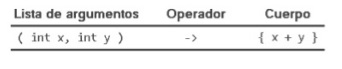 Lista de argumentos Operador Cuerpo
( int x, int y ) -> { x + y }